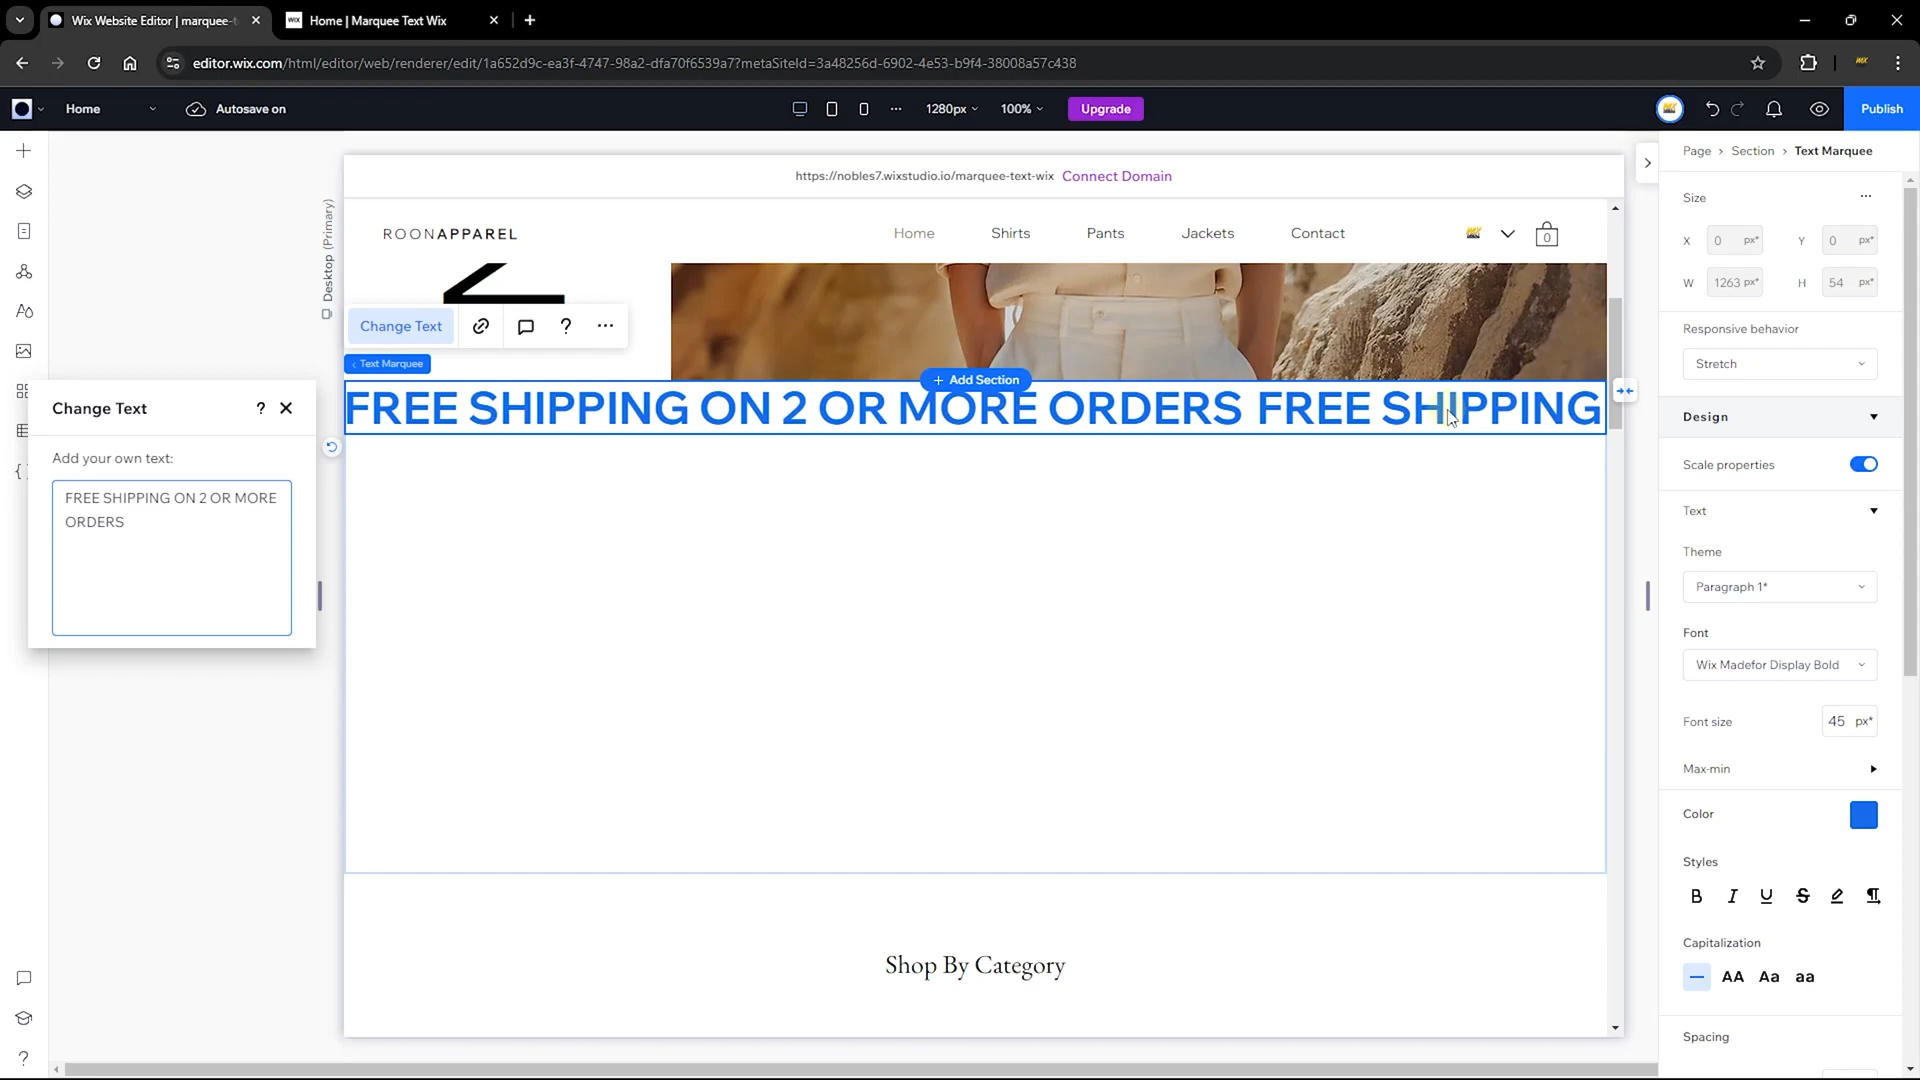 Wix Website Editor | marquee-t
WIX Home | Marquee Text Wix
editor.wix.com/html/editor/web/renderer/edit/1a652d9c-ea3f-4747-98a2-dfa70f6539a7?metaSiteId=3a48256d-6902-4e53-b9f4-38008a57c438
Home
Autosave on
1280px
100%
Upgrade
Publish
Page › Section › Text Marquee
https://nobles7.wixstudio.io/marquee-text-wix Connect Domain
Desktop (Primary)
ROONAPPAREL
Home
Shirts
Pants
Jackets
Contact
0
Size
X 0 px*
Y 0 px*
W 1263 px*
H 54 px*
Change Text
?
Text Marquee
+ Add Section
FREE SHIPPING ON 2 OR MORE ORDERS FREE SHIPPING
Change Text
?
Add your own text:
FREE SHIPPING ON 2 OR MORE
ORDERS
Responsive behavior
Stretch
Design
Scale properties
Text
Theme
Paragraph 1*
Font
Wix Madefor Display Bold
Font size
45 px*
Max-min
Color
Styles
B I U S
Capitalization
AA Aa aa
Spacing
Shop By Category
?